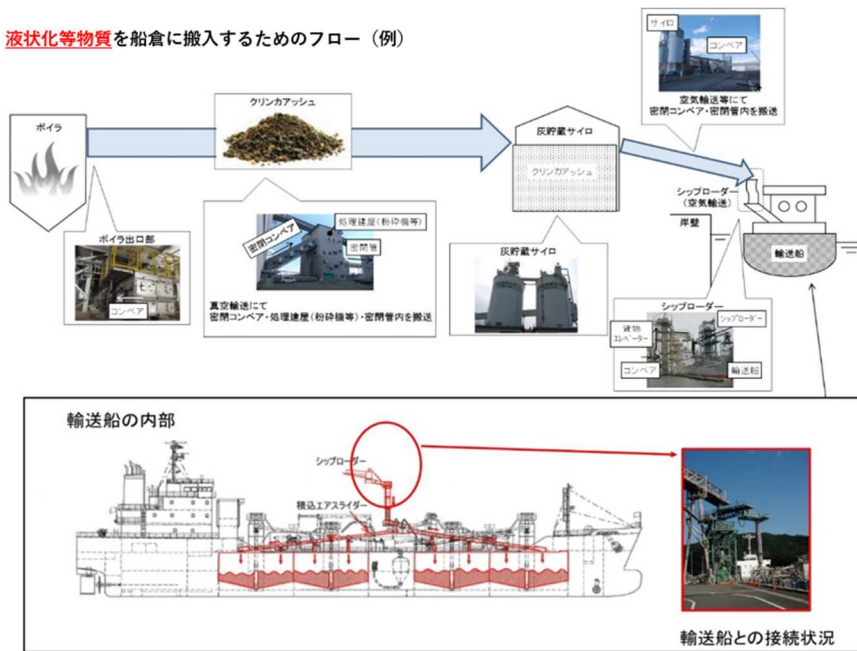 液状化等物質を船倉に搬入するためのフロー（例）
サイロ
コンベア
空気輸送等にて
密閉コンベア・密閉管内を搬送
ボイラ
クリンカアッシュ
灰貯蔵サイロ
クリンカアッシュ
シップローダー
（空気輸送）
岸壁
輸送船
ボイラ出口部
コンベア
密閉コンベア
処理建屋（粉砕機等）
密閉管
真空輸送にて
密閉コンベア・処理建屋（粉砕機等）・密閉管内を搬送
灰貯蔵サイロ
シップローダー
シップローダー
貨物
エレベーター
コンベア
輸送船
輸送船の内部
シップローダー
積込エアスライダー
輸送船との接続状況